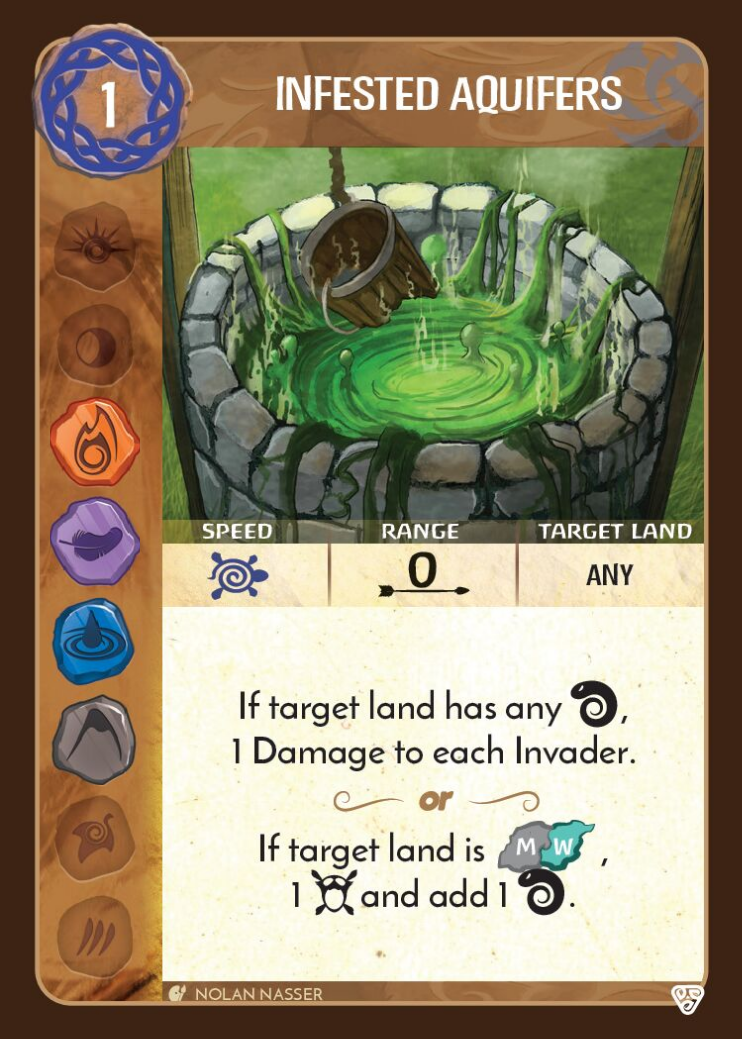 1
INFESTED AQUIFERS
SPEED RANGE TARGET LAND
0 ANY
If target land has any ,
1 Damage to each Invader.
or
If target land is M W ,
1 and add 1 .
NOLAN NASSER